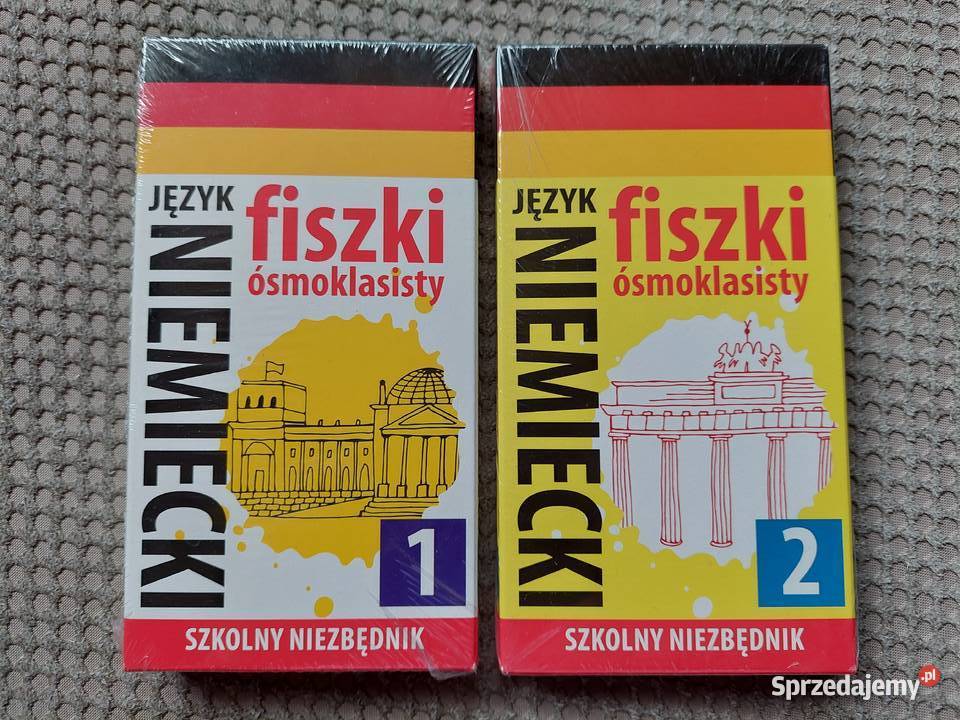 JĘZYK
NIEMIECKI
fiszki
ósmoklasisty
1
SZKOLNY NIEZBĘDNIK
JĘZYK
NIEMIECKI
fiszki
ósmoklasisty
2
SZKOLNY NIEZBĘDNIK
Sprzedajemy.pl